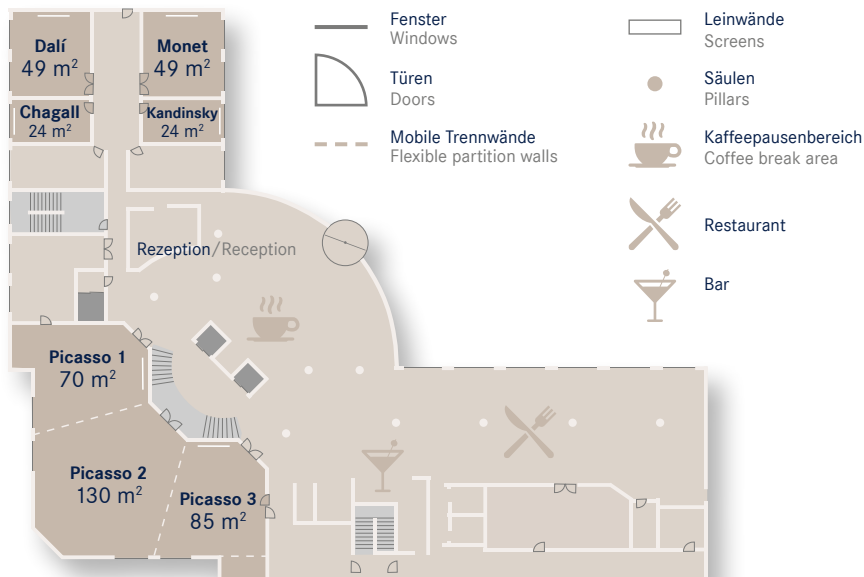 Dalí
49 m²
Monet
49 m²
Chagall
24 m²
Kandinsky
24 m²
Rezeption/Reception
Picasso 1
70 m²
Picasso 2
130 m²
Picasso 3
85 m²
Fenster
Windows
Türen
Doors
Mobile Trennwände
Flexible partition walls
Leinwände
Screens
Säulen
Pillars
Kaffeepausenbereich
Coffee break area
Restaurant
Bar